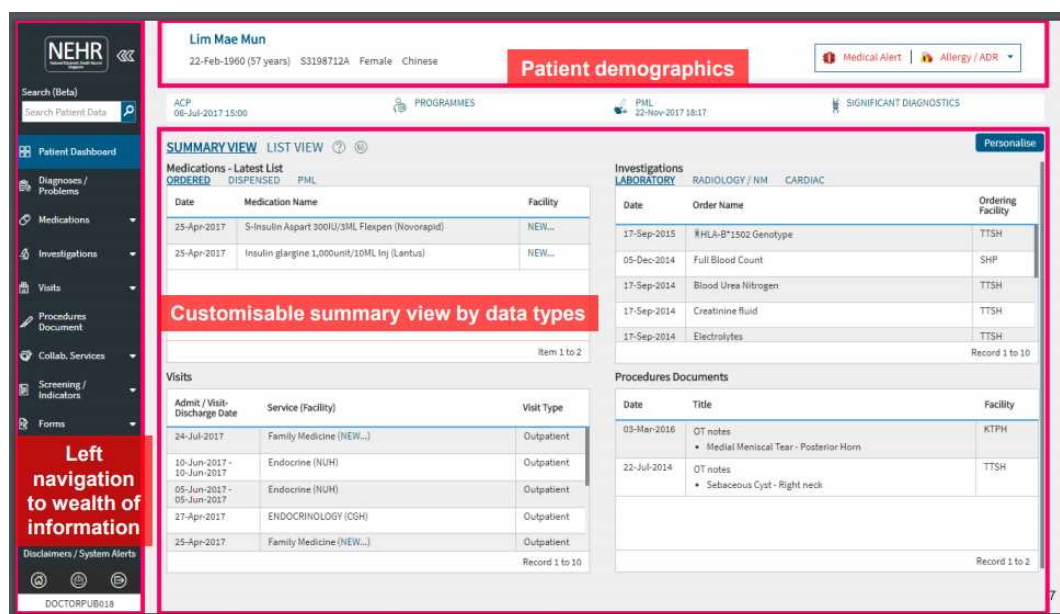 NEHR
Search (Beta)
Search Patient Data
Patient Dashboard
Diagnoses /
Problems
Medications
Investigations
Visits
Procedures
Document
Collab. Services
Screening /
Indicators
Forms
Left
navigation
to wealth of
information
Disclaimers / System Alerts
DOCTORPUB018
Lim Mae Mun
22-Feb-1960 (57 years) S3198712A Female Chinese
Patient demographics
Medical Alert
Allergy / ADR
ACP
06-Jul-2017 15:00
PROGRAMMES
PML
22-Nov-2017 18:17
SIGNIFICANT DIAGNOSTICS
SUMMARY VIEW LIST VIEW ?
Personalise
Medications - Latest List
ORDERED DISPENSED PML
Date Medication Name Facility
25-Apr-2017 S-Insulin Aspart 300IU/3ML Flexpen (Novorapid) NEW...
25-Apr-2017 Insulin glargine 1,000unit/10ML Inj (Lantus) NEW...
Item 1 to 2
Investigations
LABORATORY RADIOLOGY / NM CARDIAC
Date Order Name Ordering
Facility
17-Sep-2015 HLA-B*1502 Genotype TTSH
05-Dec-2014 Full Blood Count SHP
17-Sep-2014 Blood Urea Nitrogen TTSH
17-Sep-2014 Creatinine fluid TTSH
17-Sep-2014 Electrolytes TTSH
Record 1 to 10
Customisable summary view by data types
Visits
Admit / Visit-
Discharge Date Service (Facility) Visit Type
24-Jul-2017 Family Medicine (NEW...) Outpatient
10-Jun-2017 -
10-Jun-2017 Endocrine (NUH) Outpatient
05-Jun-2017 -
05-Jun-2017 Endocrine (NUH) Outpatient
27-Apr-2017 ENDOCRINOLOGY (CGH) Outpatient
25-Apr-2017 Family Medicine (NEW...) Outpatient
Record 1 to 10
Procedures Documents
Date Title Facility
03-Mar-2016 OT notes KTPH
• Medial Meniscal Tear - Posterior Horn
22-Jul-2014 OT notes TTSH
• Sebaceous Cyst - Right neck
Record 1 to 2
7